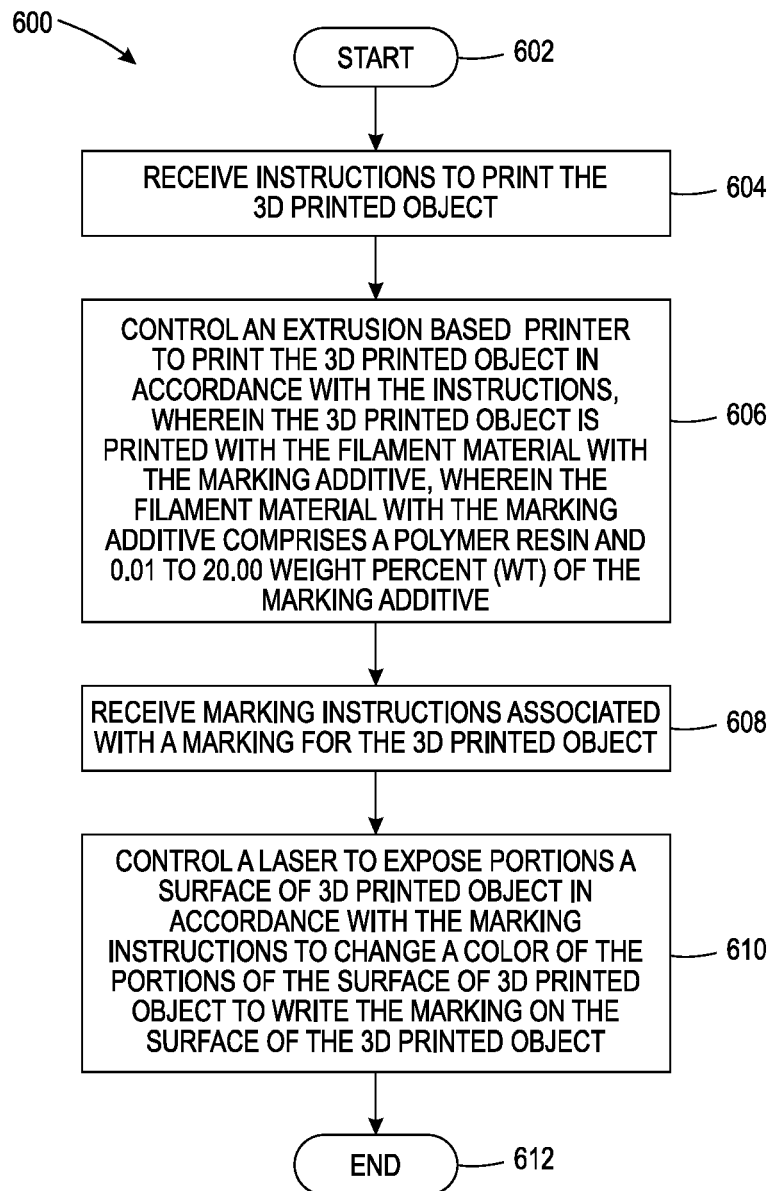 600
START
602
RECEIVE INSTRUCTIONS TO PRINT THE
3D PRINTED OBJECT
604
CONTROL AN EXTRUSION BASED PRINTER
TO PRINT THE 3D PRINTED OBJECT IN
ACCORDANCE WITH THE INSTRUCTIONS,
WHEREIN THE 3D PRINTED OBJECT IS
PRINTED WITH THE FILAMENT MATERIAL WITH
THE MARKING ADDITIVE, WHEREIN THE
FILAMENT MATERIAL WITH THE MARKING
ADDITIVE COMPRISES A POLYMER RESIN AND
0.01 TO 20.00 WEIGHT PERCENT (WT) OF THE
MARKING ADDITIVE
606
RECEIVE MARKING INSTRUCTIONS ASSOCIATED
WITH A MARKING FOR THE 3D PRINTED OBJECT
608
CONTROL A LASER TO EXPOSE PORTIONS A
SURFACE OF 3D PRINTED OBJECT IN
ACCORDANCE WITH THE MARKING
INSTRUCTIONS TO CHANGE A COLOR OF THE
PORTIONS OF THE SURFACE OF 3D PRINTED
OBJECT TO WRITE THE MARKING ON THE
SURFACE OF THE 3D PRINTED OBJECT
610
END
612